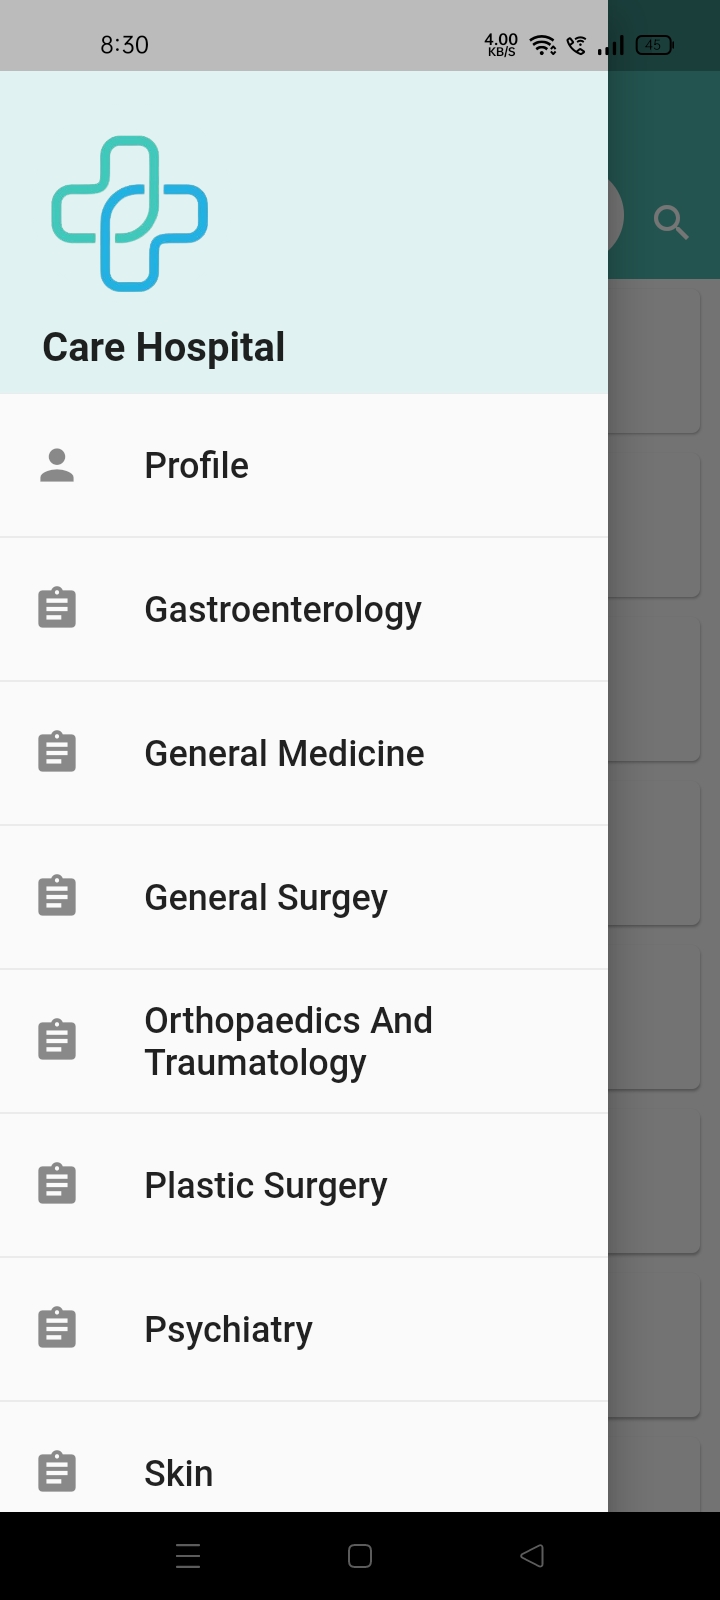 8:30
4.00
KB/S
45
Care Hospital
Profile
Gastroenterology
General Medicine
General Surgey
Orthopaedics And
Traumatology
Plastic Surgery
Psychiatry
Skin